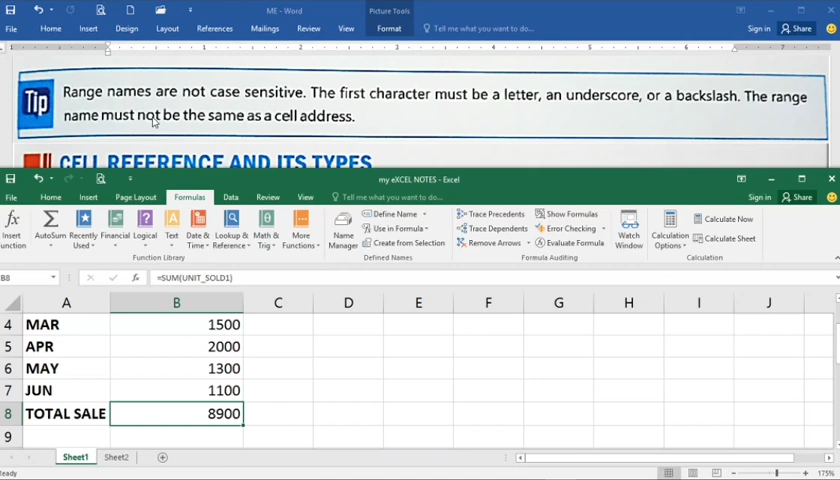 ME - Word
Picture Tools
File Home Insert Design Layout References Mailings Review View Format Tell me what you want to do... Sign in Share
Tip
Range names are not case sensitive. The first character must be a letter, an underscore, or a backslash. The range
name must not be the same as a cell address.
CELL REFERENCE AND ITS TYPES
my eXCEL NOTES - Excel
File Home Insert Page Layout Formulas Data Review View Tell me what you want to do... Sign in Share
Insert Function
AutoSum
Recently Used
Financial
Logical
Text
Date & Time
Lookup & Reference
Math & Trig
More Functions
Function Library
Name Manager
Define Name
Use in Formula
Create from Selection
Defined Names
Trace Precedents
Trace Dependents
Remove Arrows
Show Formulas
Error Checking
Evaluate Formula
Formula Auditing
Watch Window
Calculation Options
Calculate Now
Calculate Sheet
Calculation
B8 fx =SUM(UNIT_SOLD1)
A B C D E F G H I J
4 MAR 1500
5 APR 2000
6 MAY 1300
7 JUN 1100
8 TOTAL SALE 8900
9
Sheet1 Sheet2
Ready 175%